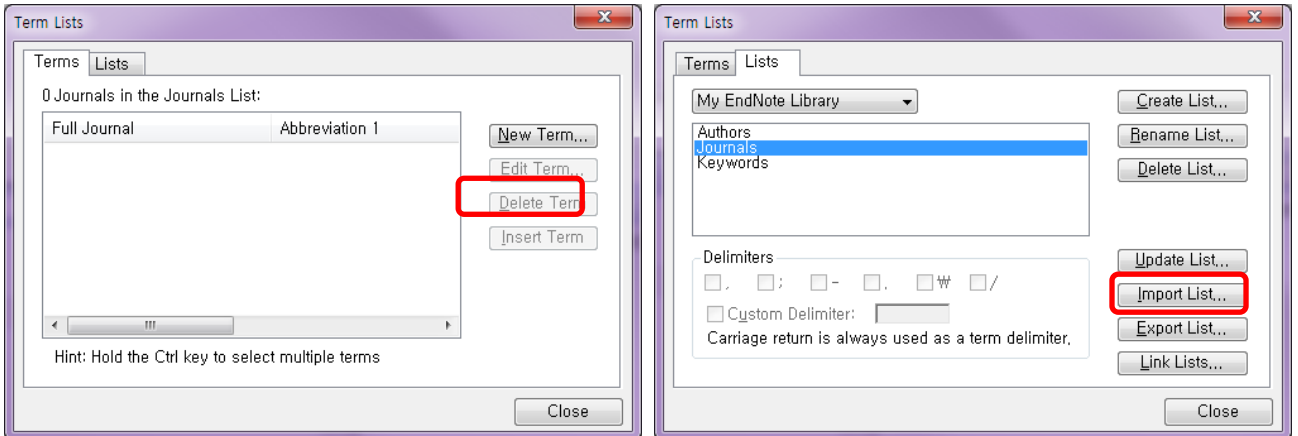 Term Lists
Terms Lists
0 Journals in the Journals List:
Full Journal Abbreviation 1
New Term...
Edit Term...
Delete Term
Insert Term
Hint: Hold the Ctrl key to select multiple terms
Close
Term Lists
Terms Lists
My EndNote Library
Create List...
Authors
Journals
Keywords
Rename List...
Delete List...
Delimiters
, ; - . ₩ /
Custom Delimiter:
Carriage return is always used as a term delimiter.
Update List...
Import List...
Export List...
Link Lists...
Close